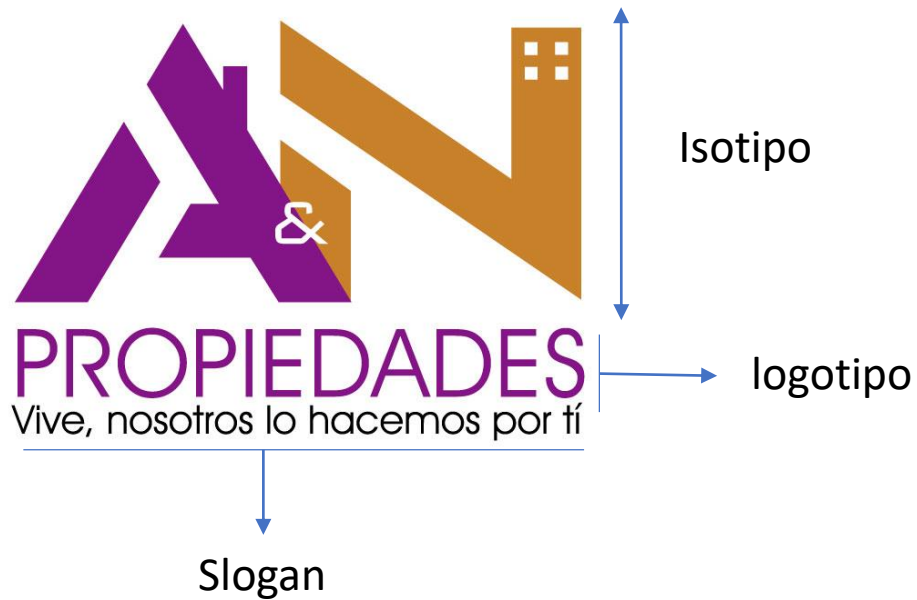 A&N
Isotipo
PROPIEDADES
logotipo
Vive, nosotros lo hacemos por tí
Slogan